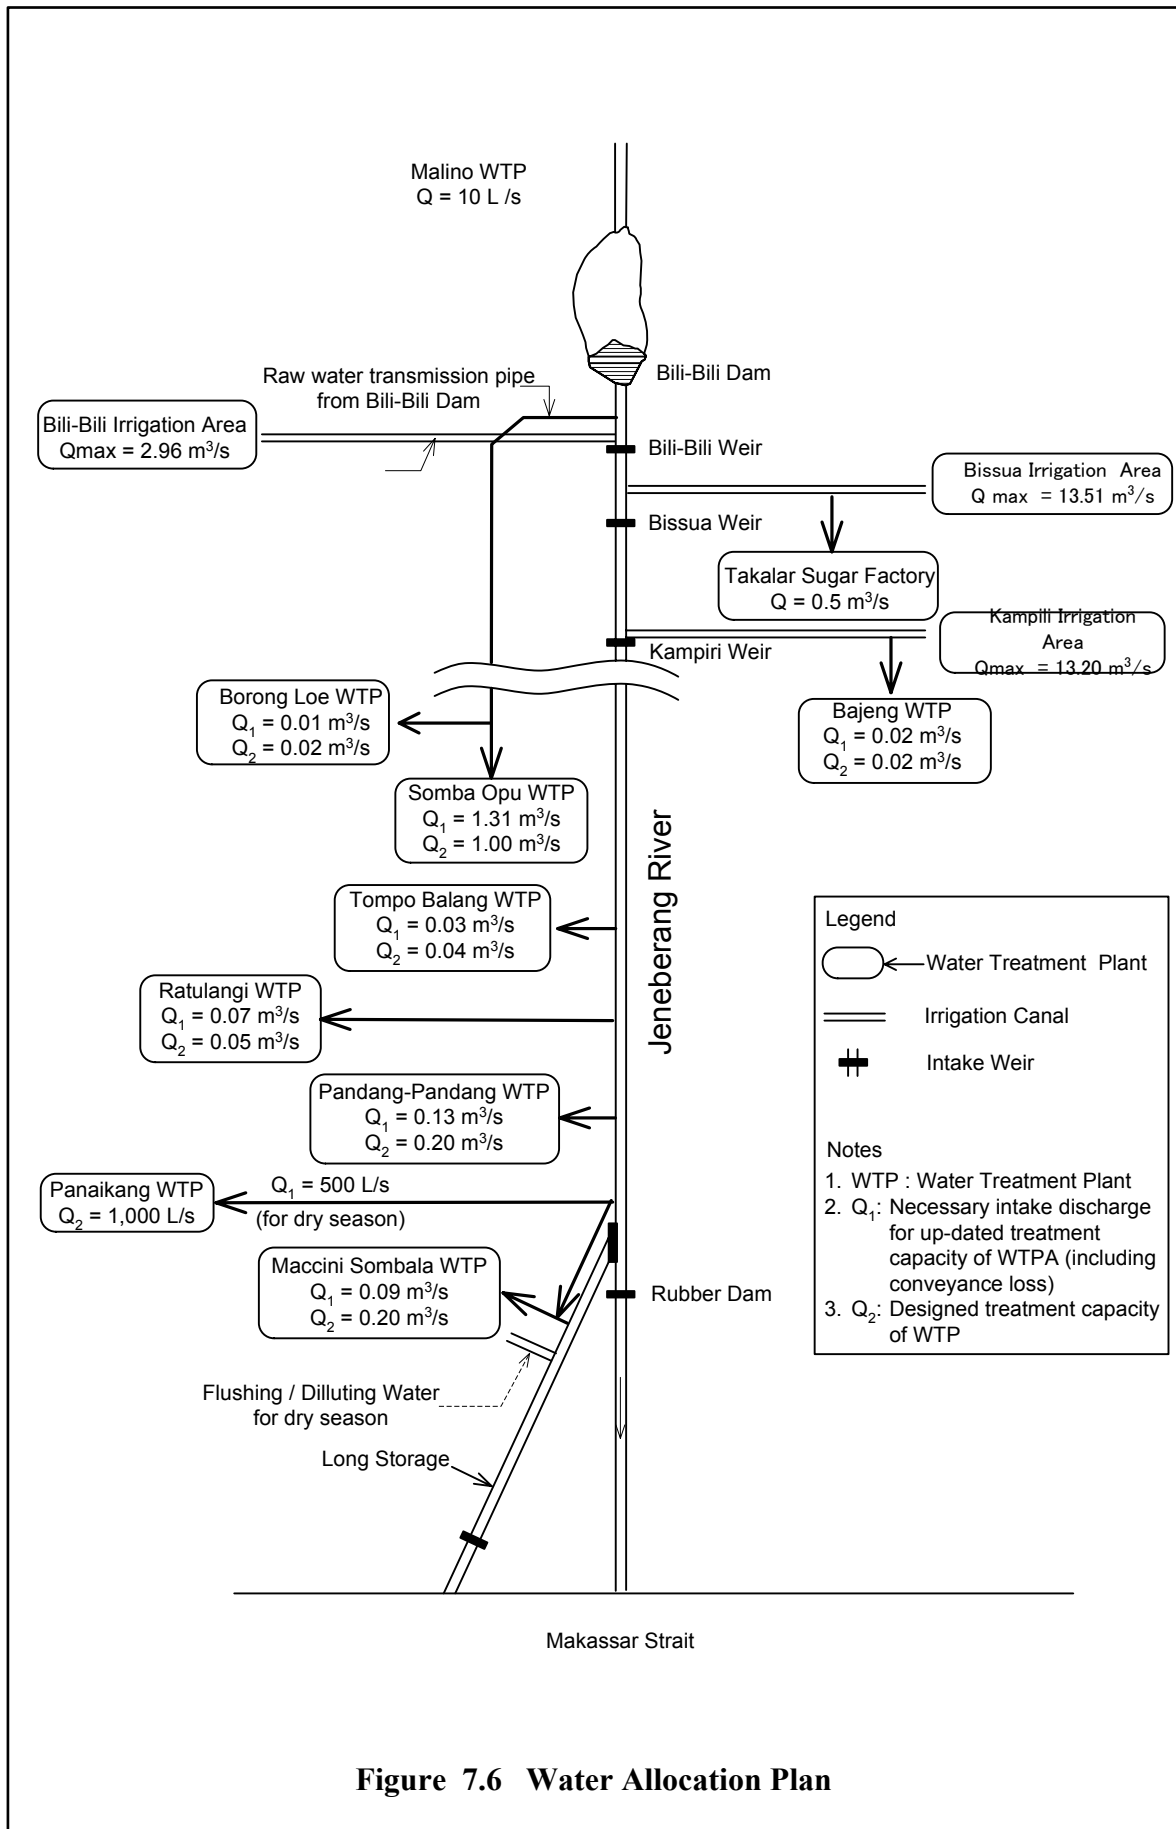 Malino WTP
Q = 10 L /s
Bili-Bili Dam
Raw water transmission pipe
from Bili-Bili Dam
Bili-Bili Irrigation Area
Qmax = 2.96 m³/s
Bili-Bili Weir
Bissua Irrigation Area
Q max = 13.51 m³/s
Bissua Weir
Takalar Sugar Factory
Q = 0.5 m³/s
Kampili Irrigation
Area
Qmax = 13.20 m³/s
Kampiri Weir
Borong Loe WTP
Q₁ = 0.01 m³/s
Q₂ = 0.02 m³/s
Bajeng WTP
Q₁ = 0.02 m³/s
Q₂ = 0.02 m³/s
Somba Opu WTP
Q₁ = 1.31 m³/s
Q₂ = 1.00 m³/s
Jeneberang River
Tompo Balang WTP
Q₁ = 0.03 m³/s
Q₂ = 0.04 m³/s
Ratulangi WTP
Q₁ = 0.07 m³/s
Q₂ = 0.05 m³/s
Pandang-Pandang WTP
Q₁ = 0.13 m³/s
Q₂ = 0.20 m³/s
Panaikang WTP
Q₂ = 1,000 L/s
Q₁ = 500 L/s
(for dry season)
Maccini Sombala WTP
Q₁ = 0.09 m³/s
Q₂ = 0.20 m³/s
Rubber Dam
Flushing / Dilluting Water
for dry season
Long Storage
Legend
Water Treatment Plant
Irrigation Canal
Intake Weir
Notes
1. WTP : Water Treatment Plant
2. Q₁: Necessary intake discharge
for up-dated treatment
capacity of WTPA (including
conveyance loss)
3. Q₂: Designed treatment capacity
of WTP
Makassar Strait
Figure 7.6 Water Allocation Plan